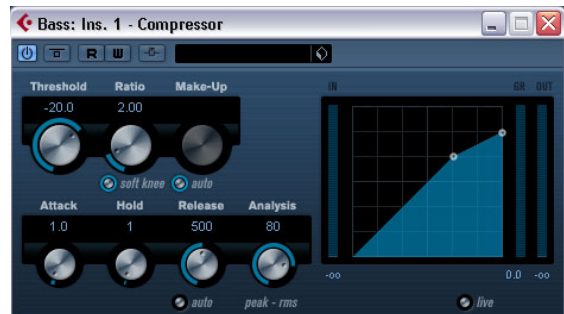 Bass: Ins. 1 - Compressor
R W
Threshold Ratio Make-Up
-20.0 2.00
soft knee auto
Attack Hold Release Analysis
1.0 1 500 80
auto peak - rms
IN GR OUT
-oo 0.0 -oo
live